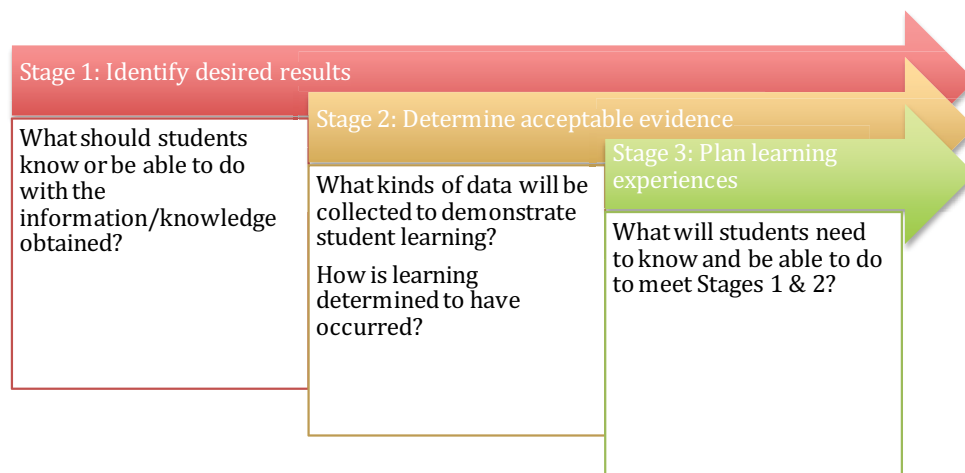 Stage 1: Identify desired results
What should students
know or be able to do
with the
information/knowledge
obtained?
Stage 2: Determine acceptable evidence
What kinds of data will be
collected to demonstrate
student learning?
How is learning
determined to have
occurred?
Stage 3: Plan learning
experiences
What will students need
to know and be able to do
to meet Stages 1 & 2?